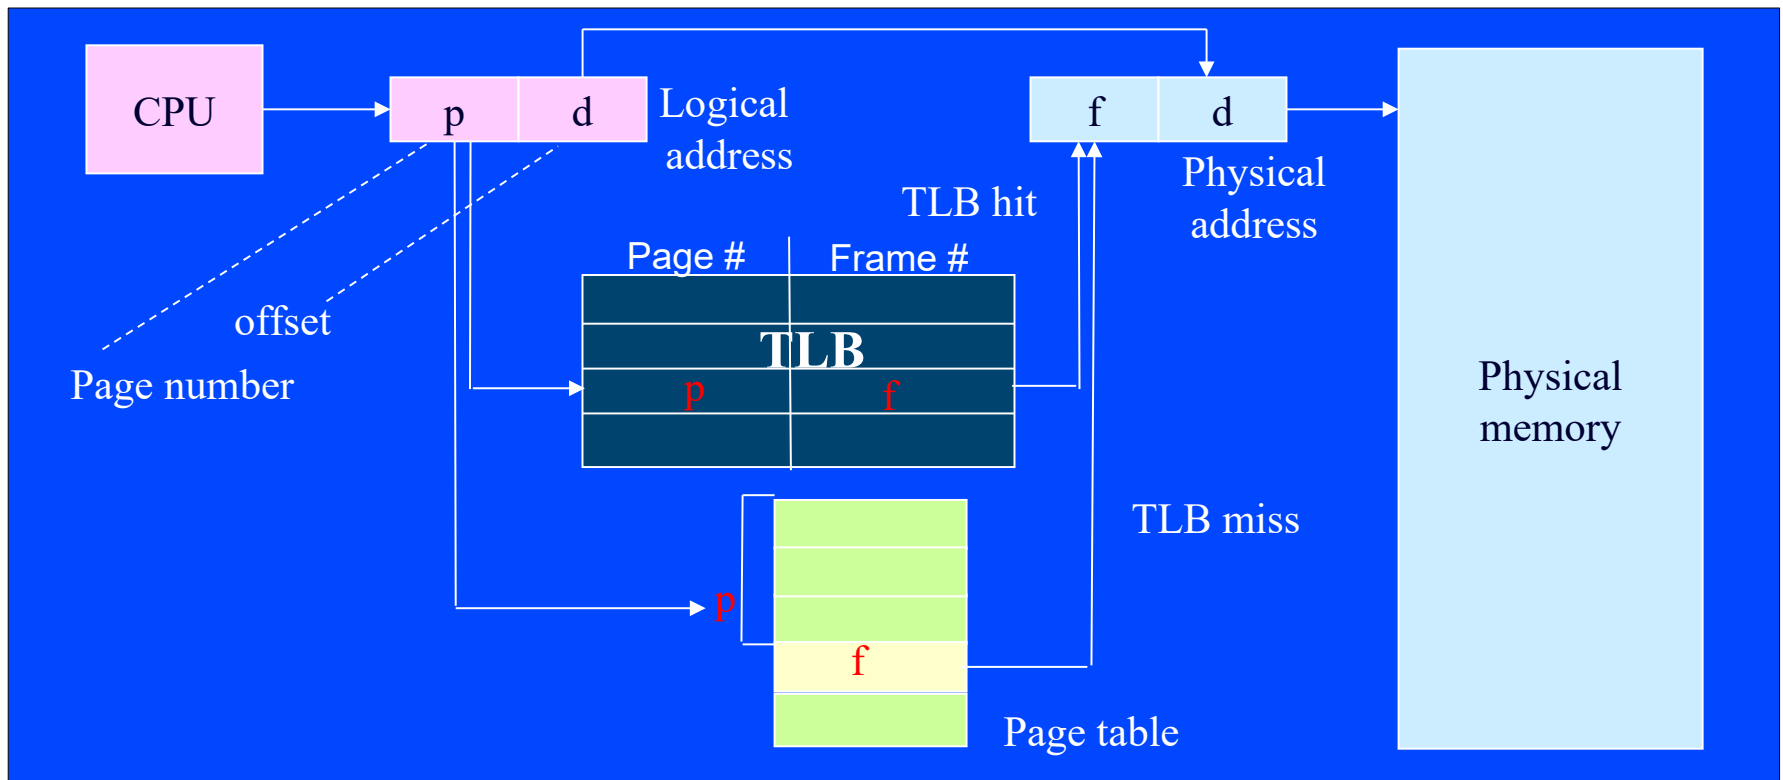 CPU
p
d
Logical
address
f
d
Physical
address
TLB hit
Page #
Frame #
offset
TLB
Page number
p
f
Physical
memory
TLB miss
p
f
Page table